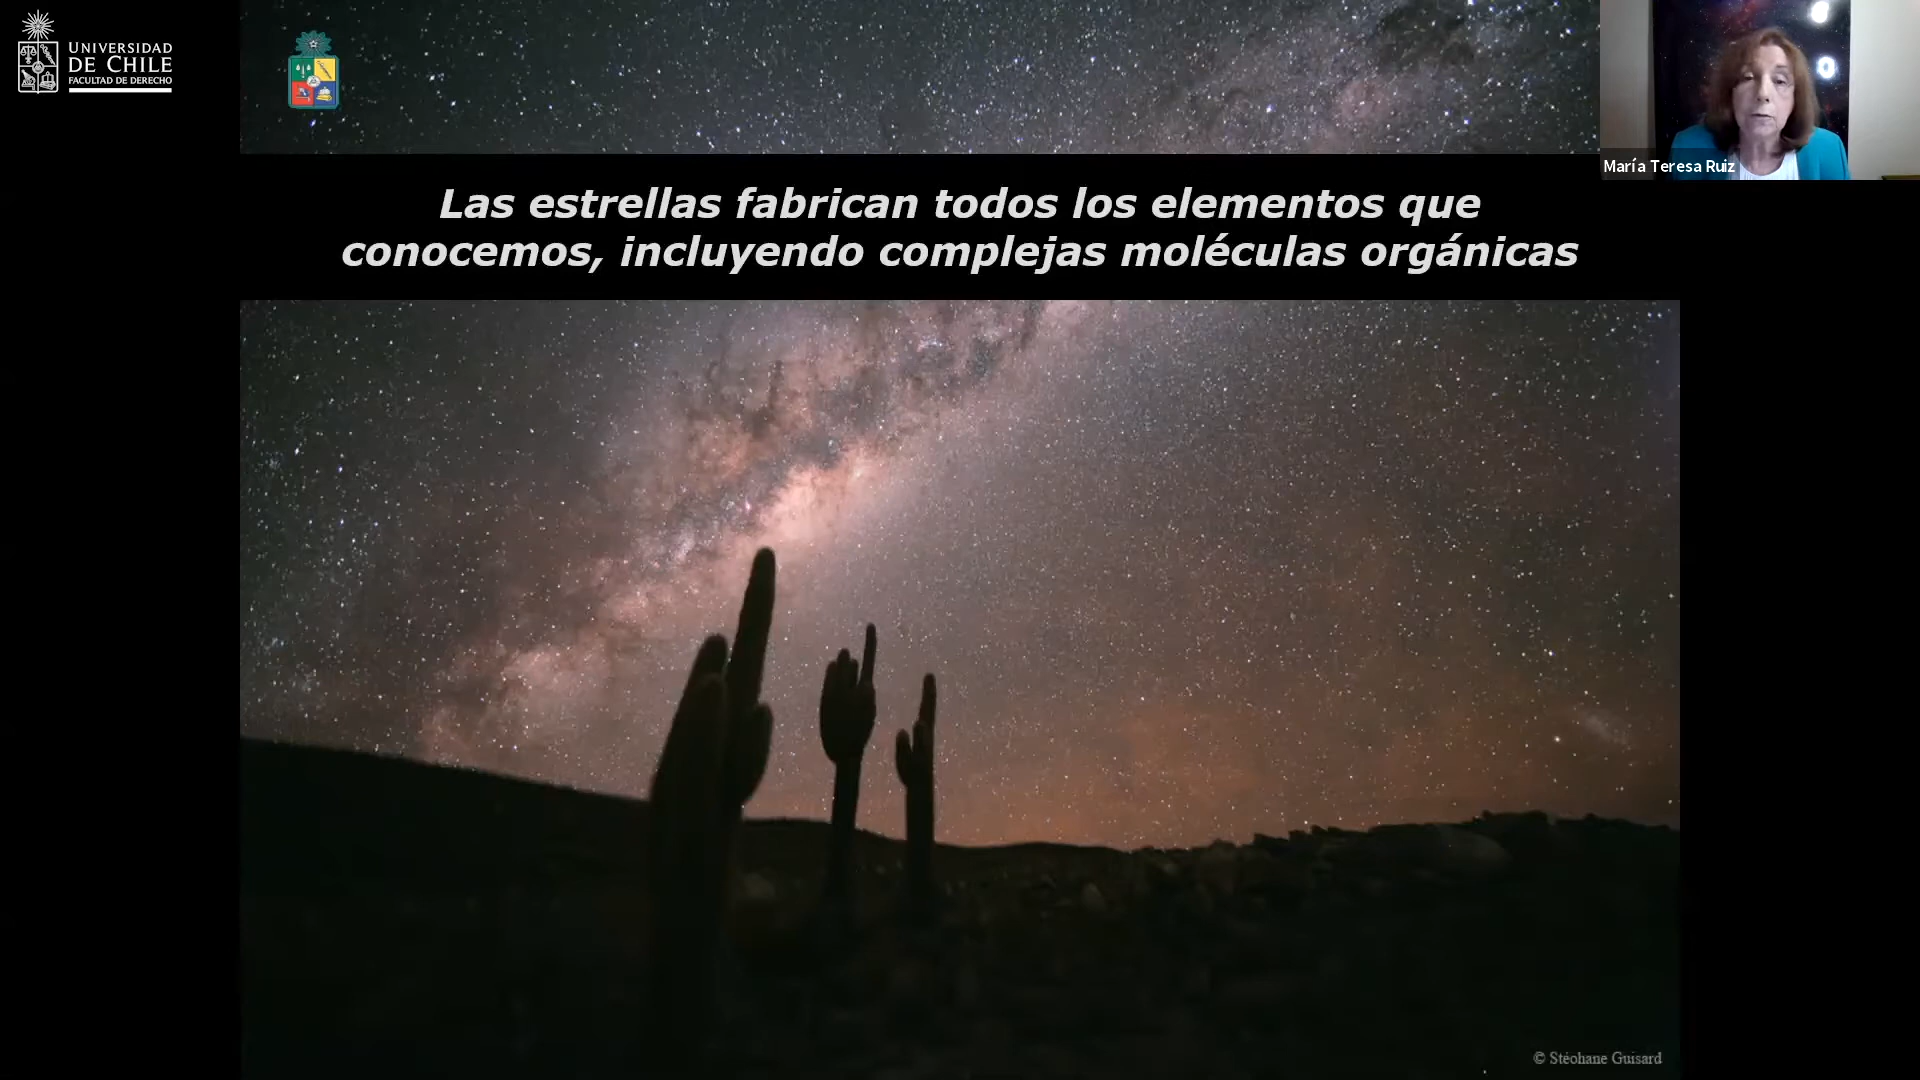 UNIVERSIDAD
DE CHILE
FACULTAD DE DERECHO
María Teresa Ruiz
Las estrellas fabrican todos los elementos que
conocemos, incluyendo complejas moléculas orgánicas
© Stéphane Guisard